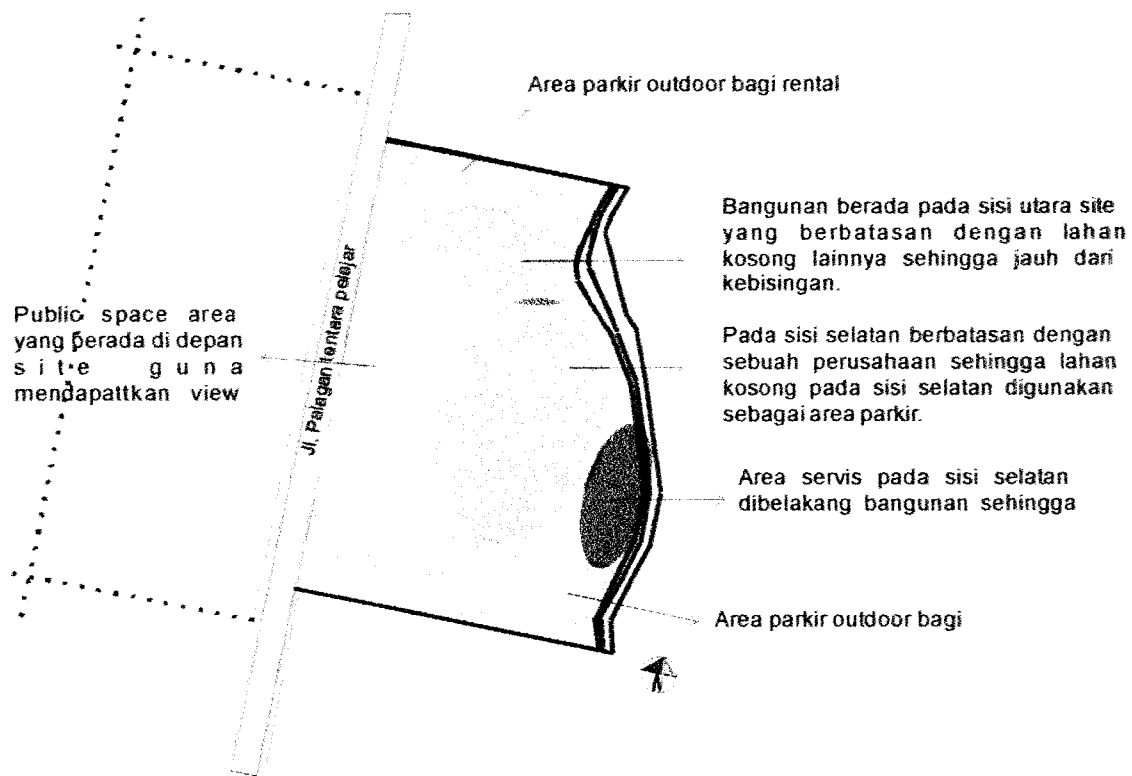 Area parkir outdoor bagi rental
Bangunan berada pada sisi utara site
yang berbatasan dengan lahan
kosong lainnya sehingga jauh dari
kebisingan.
Public space area
yang berada di depan
site guna
mendapattkan view
Jl. Palagan tentara pelajar
Pada sisi selatan berbatasan dengan
sebuah perusahaan sehingga lahan
kosong pada sisi selatan digunakan
sebagai area parkir.
Area servis pada sisi selatan
dibelakang bangunan sehingga
Area parkir outdoor bagi